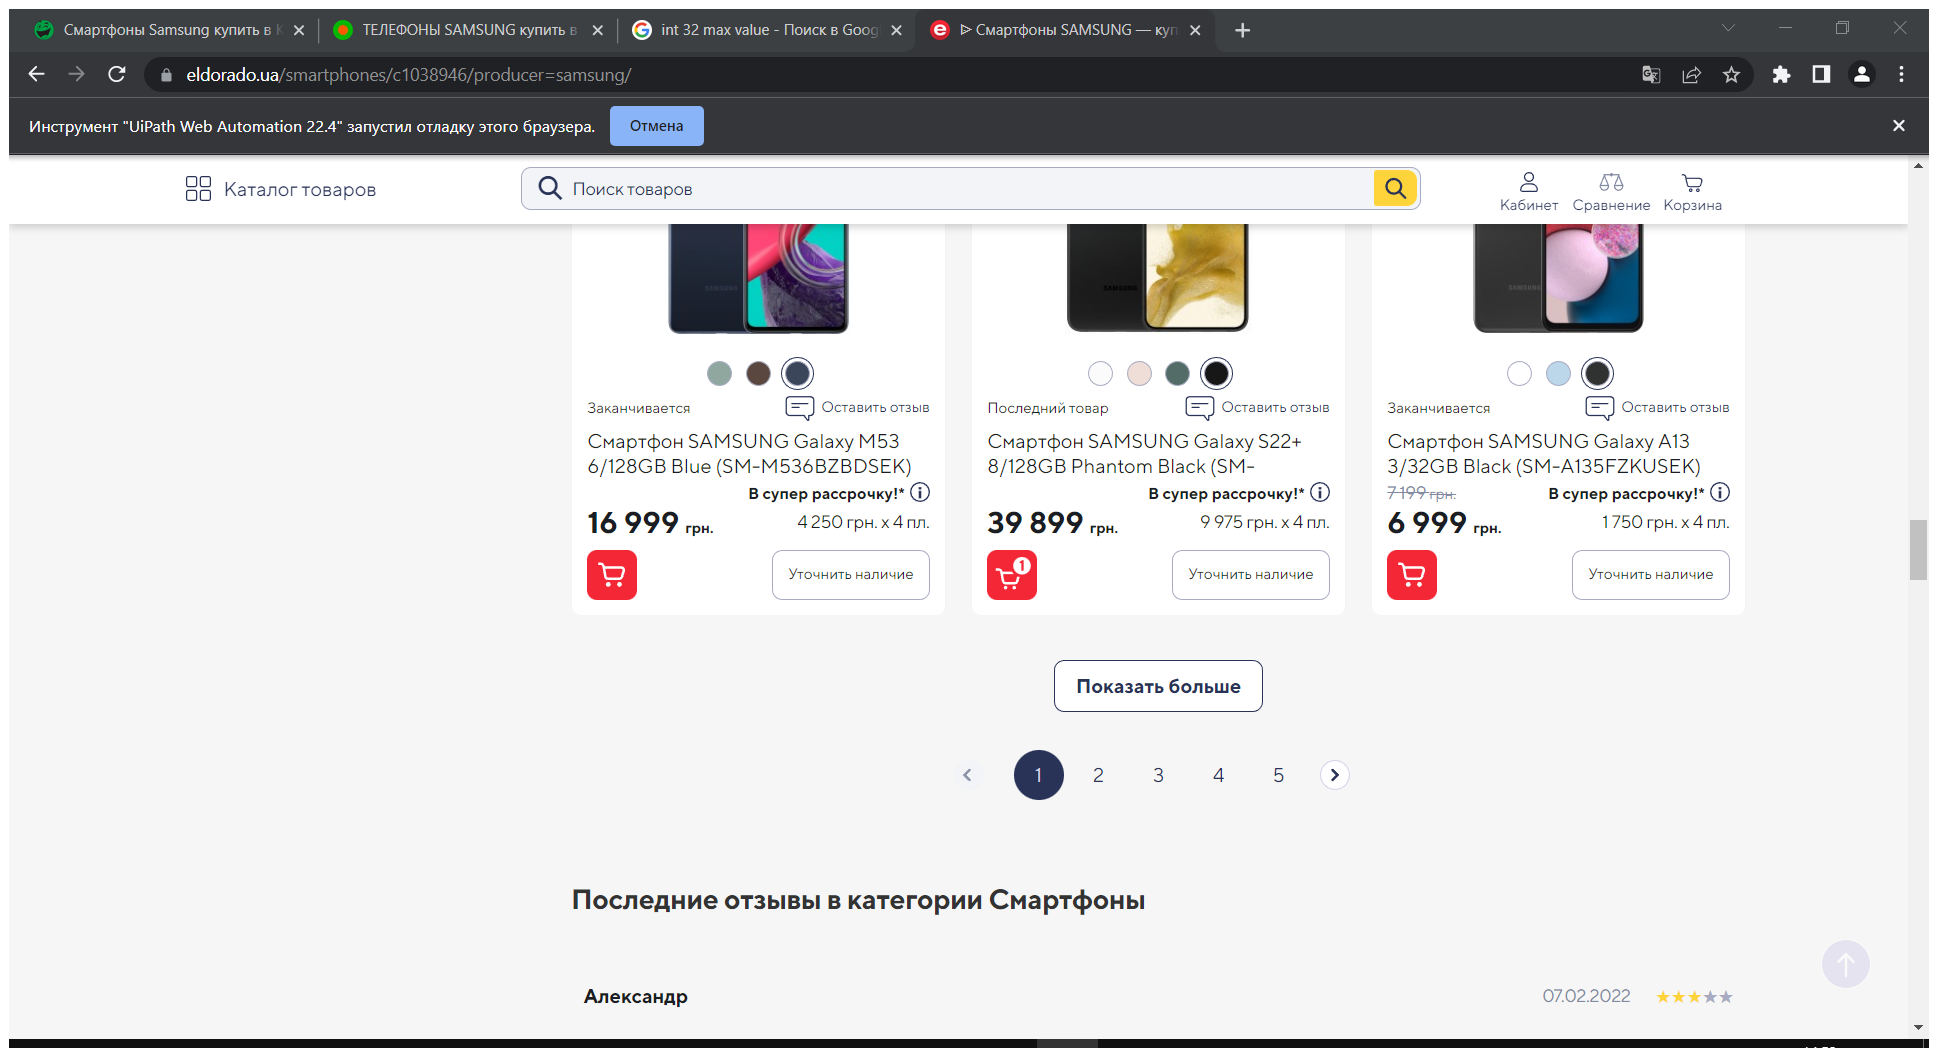 Смартфоны Samsung купить в К
ТЕЛЕФОНЫ SAMSUNG купить в
int 32 max value - Поиск в Goog
Смартфоны SAMSUNG — куп
eldorado.ua/smartphones/c1038946/producer=samsung/
Инструмент "UiPath Web Automation 22.4" запустил отладку этого браузера.
Отмена
Каталог товаров
Поиск товаров
Кабинет
Сравнение
Корзина
SAMSUNG
SAMSUNG
SAMSUNG
Заканчивается
Оставить отзыв
Смартфон SAMSUNG Galaxy M53
6/128GB Blue (SM-M536BZBDSEK)
В супер рассрочку!*
16 999 грн.
4 250 грн. x 4 пл.
Уточнить наличие
Последний товар
Оставить отзыв
Смартфон SAMSUNG Galaxy S22+
8/128GB Phantom Black (SM-
В супер рассрочку!*
39 899 грн.
9 975 грн. x 4 пл.
1
Уточнить наличие
Заканчивается
Оставить отзыв
Смартфон SAMSUNG Galaxy A13
3/32GB Black (SM-A135FZKUSEK)
7 199 грн.
В супер рассрочку!*
6 999 грн.
1 750 грн. x 4 пл.
Уточнить наличие
Показать больше
1 2 3 4 5
Последние отзывы в категории Смартфоны
Александр
07.02.2022